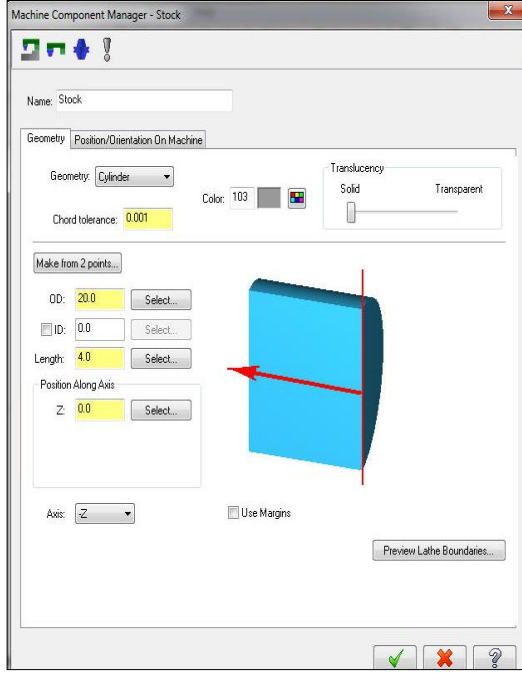 Machine Component Manager - Stock
Name: Stock
Geometry Position/Orientation On Machine
Geometry: Cylinder
Color: 103
Translucency
Solid Transparent
Chord tolerance: 0.001
Make from 2 points...
OD: 20.0 Select...
ID: 0.0 Select...
Length: 4.0 Select...
Position Along Axis
Z: 0.0 Select...
Axis: -Z
Use Margins
Preview Lathe Boundaries...